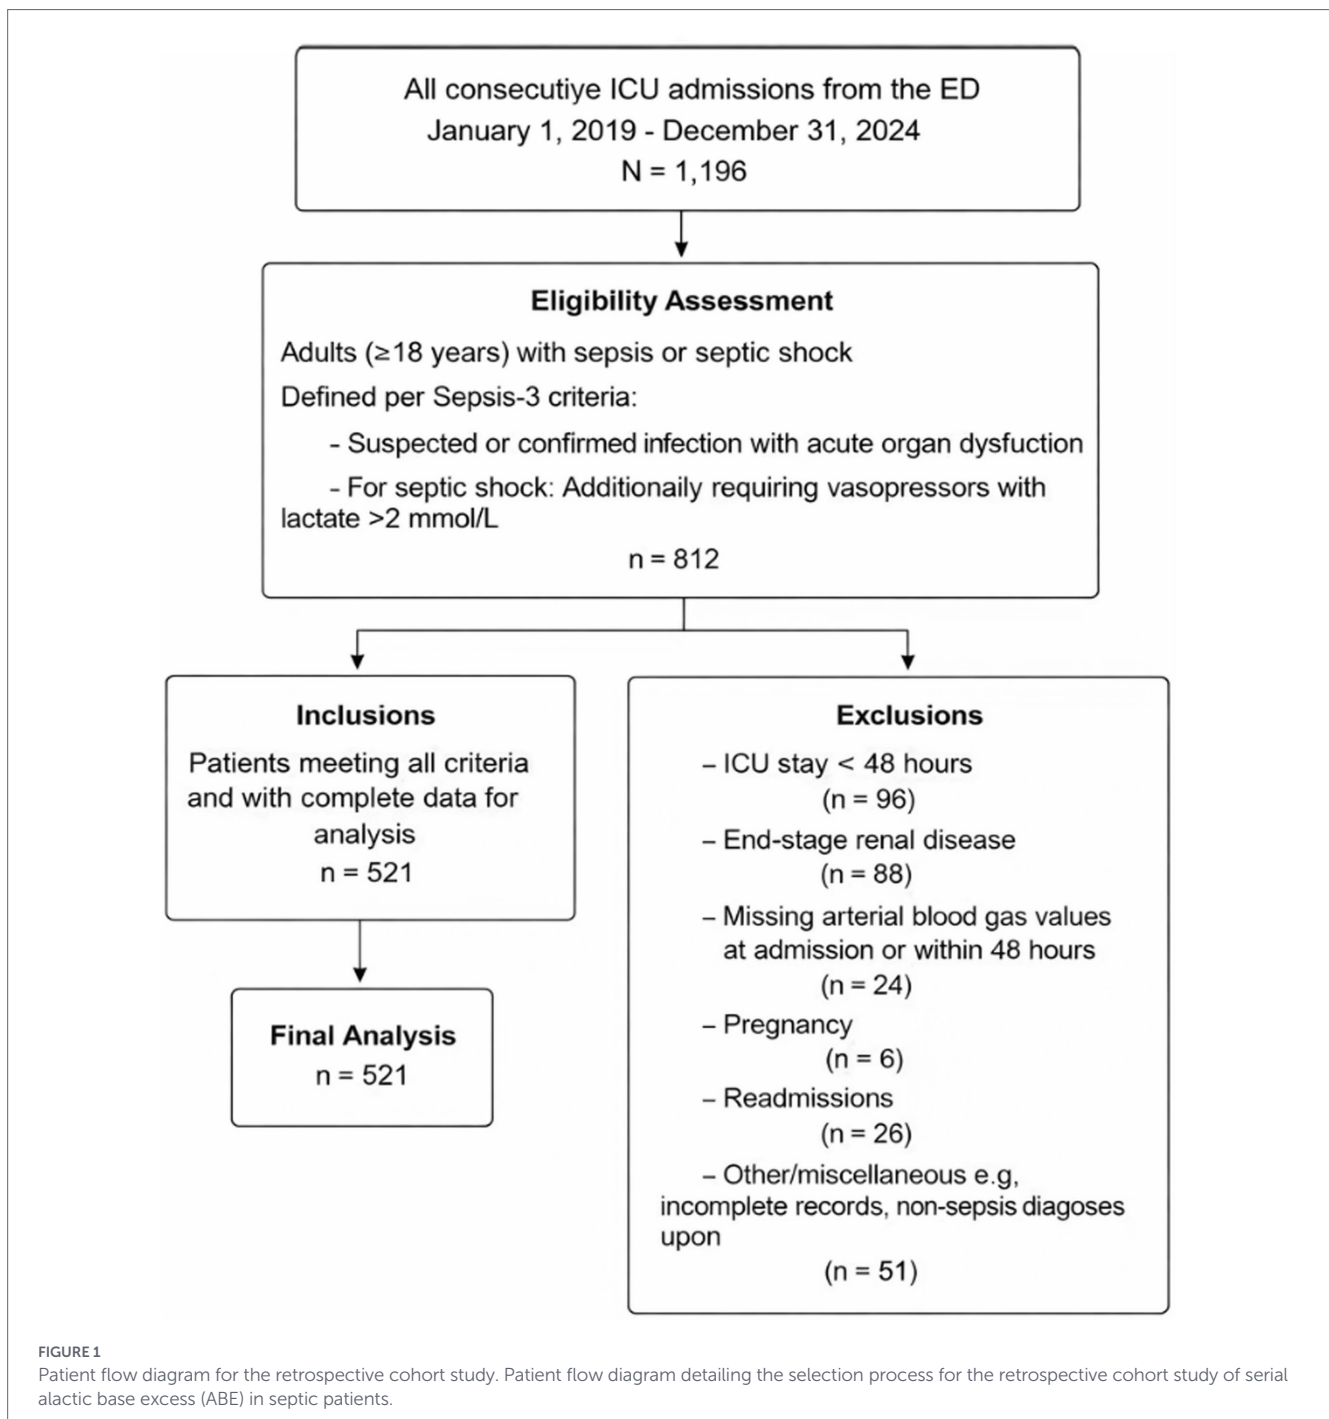 All consecutiye ICU admissions from the ED
January 1, 2019 - December 31, 2024
N = 1,196
Eligibility Assessment
Adults (≥18 years) with sepsis or septic shock
Defined per Sepsis-3 criteria:
- Suspected or confirmed infection with acute organ dysfuction
- For septic shock: Additionaily requiring vasopressors with
lactate >2 mmol/L
n = 812
Inclusions
Patients meeting all criteria
and with complete data for
analysis
n = 521
Final Analysis
n = 521
Exclusions
– ICU stay < 48 hours
(n = 96)
– End-stage renal disease
(n = 88)
– Missing arterial blood gas values
at admission or within 48 hours
(n = 24)
– Pregnancy
(n = 6)
– Readmissions
(n = 26)
– Other/miscellaneous e.g,
incomplete records, non-sepsis diagoses
upon
(n = 51)
FIGURE 1
Patient flow diagram for the retrospective cohort study. Patient flow diagram detailing the selection process for the retrospective cohort study of serial
alactic base excess (ABE) in septic patients.